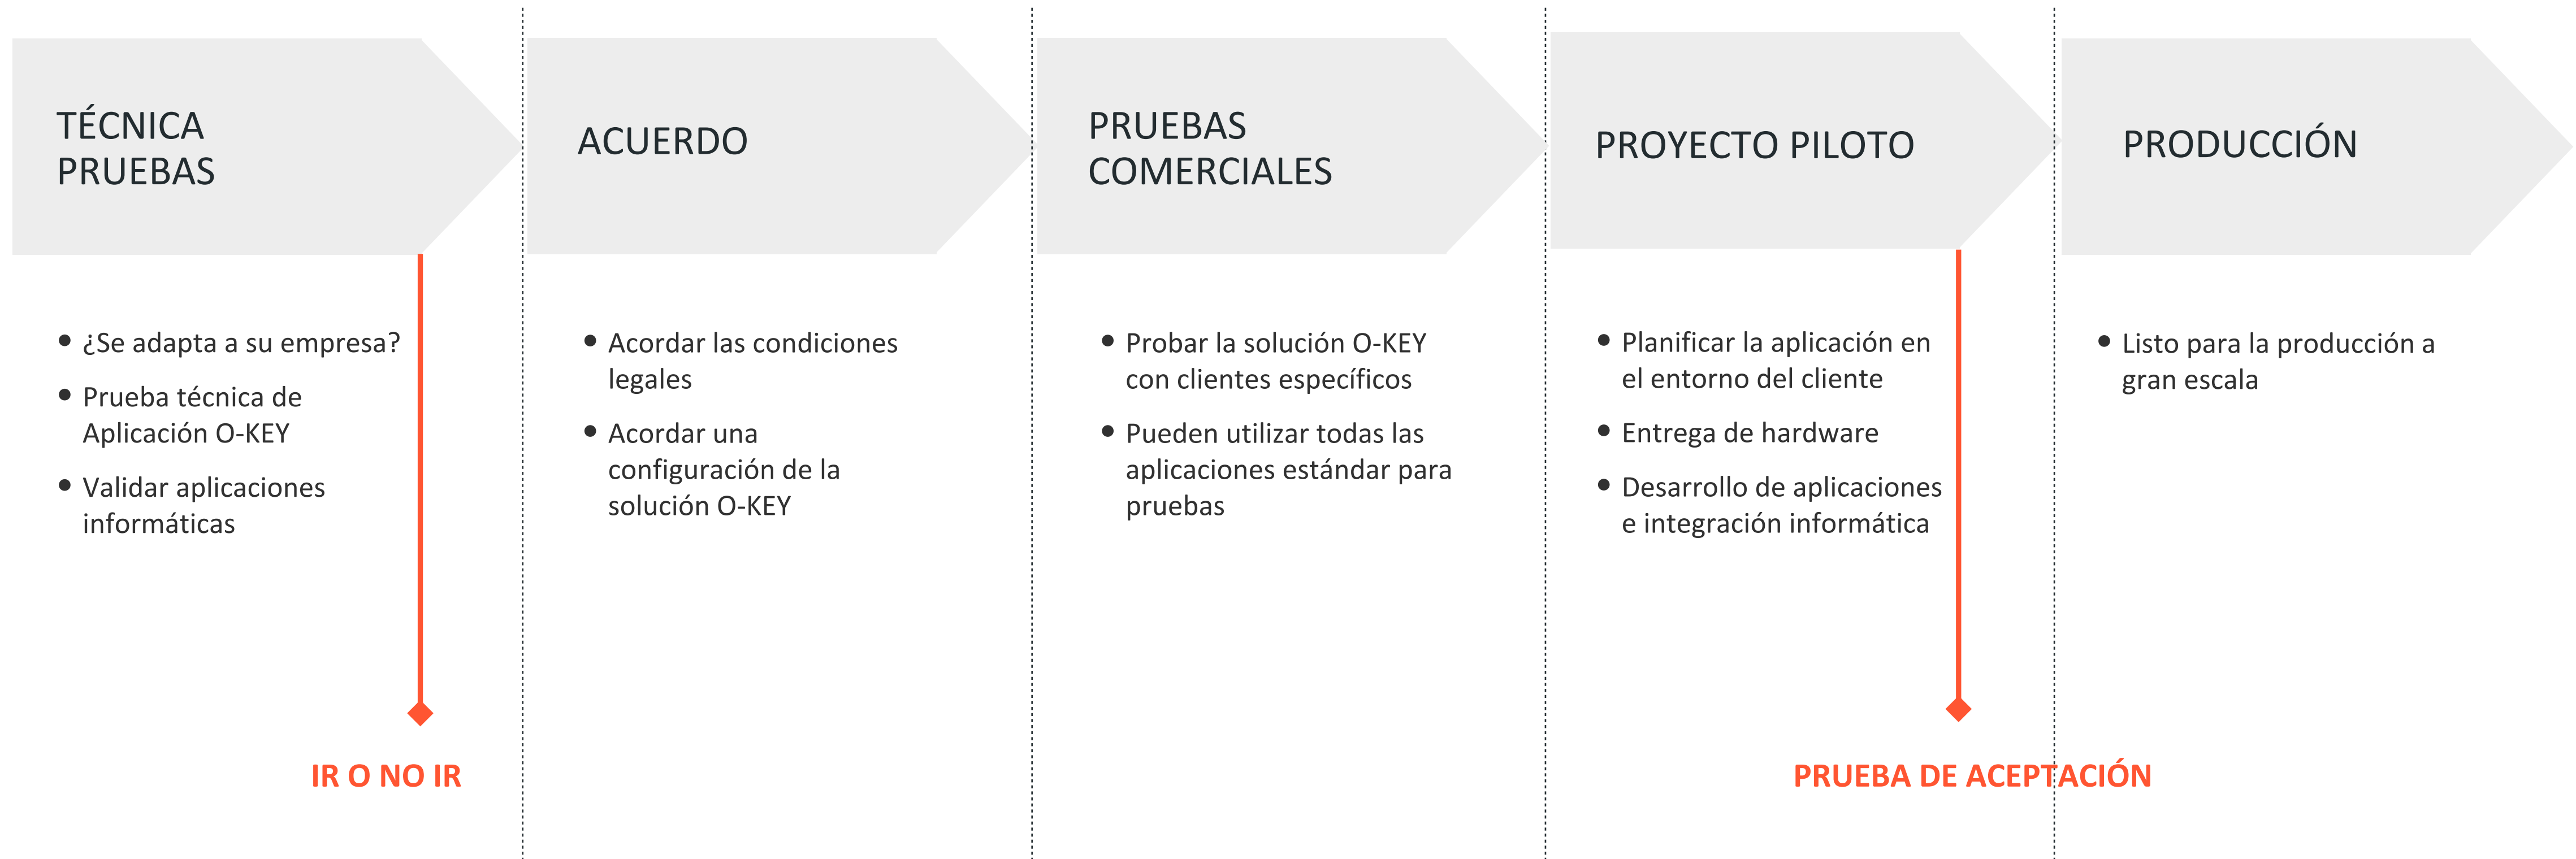 TÉCNICA
PRUEBAS
ACUERDO
PRUEBAS
COMERCIALES
PROYECTO PILOTO
PRODUCCIÓN
• ¿Se adapta a su empresa?
• Prueba técnica de
Aplicación O-KEY
• Validar aplicaciones
informáticas
• Acordar las condiciones
legales
• Acordar una
configuración de la
solución O-KEY
• Probar la solución O-KEY
con clientes específicos
• Pueden utilizar todas las
aplicaciones estándar para
pruebas
• Planificar la aplicación en
el entorno del cliente
• Entrega de hardware
• Desarrollo de aplicaciones
e integración informática
• Listo para la producción a
gran escala
IR O NO IR
PRUEBA DE ACEPTACIÓN